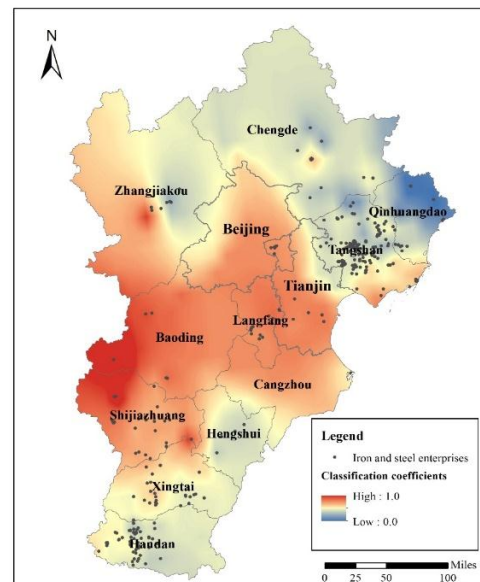 N
Chengde
Zhangjiakou
Qinhuangdao
Beijing
Tangshan
Tianjin
Langfang
Baoding
Cangzhou
Shijiazhuang
Hengshui
Xingtai
Handan
Legend
Iron and steel enterprises
Classification coefficients
High : 1.0
Low : 0.0
Miles
0 25 50 100